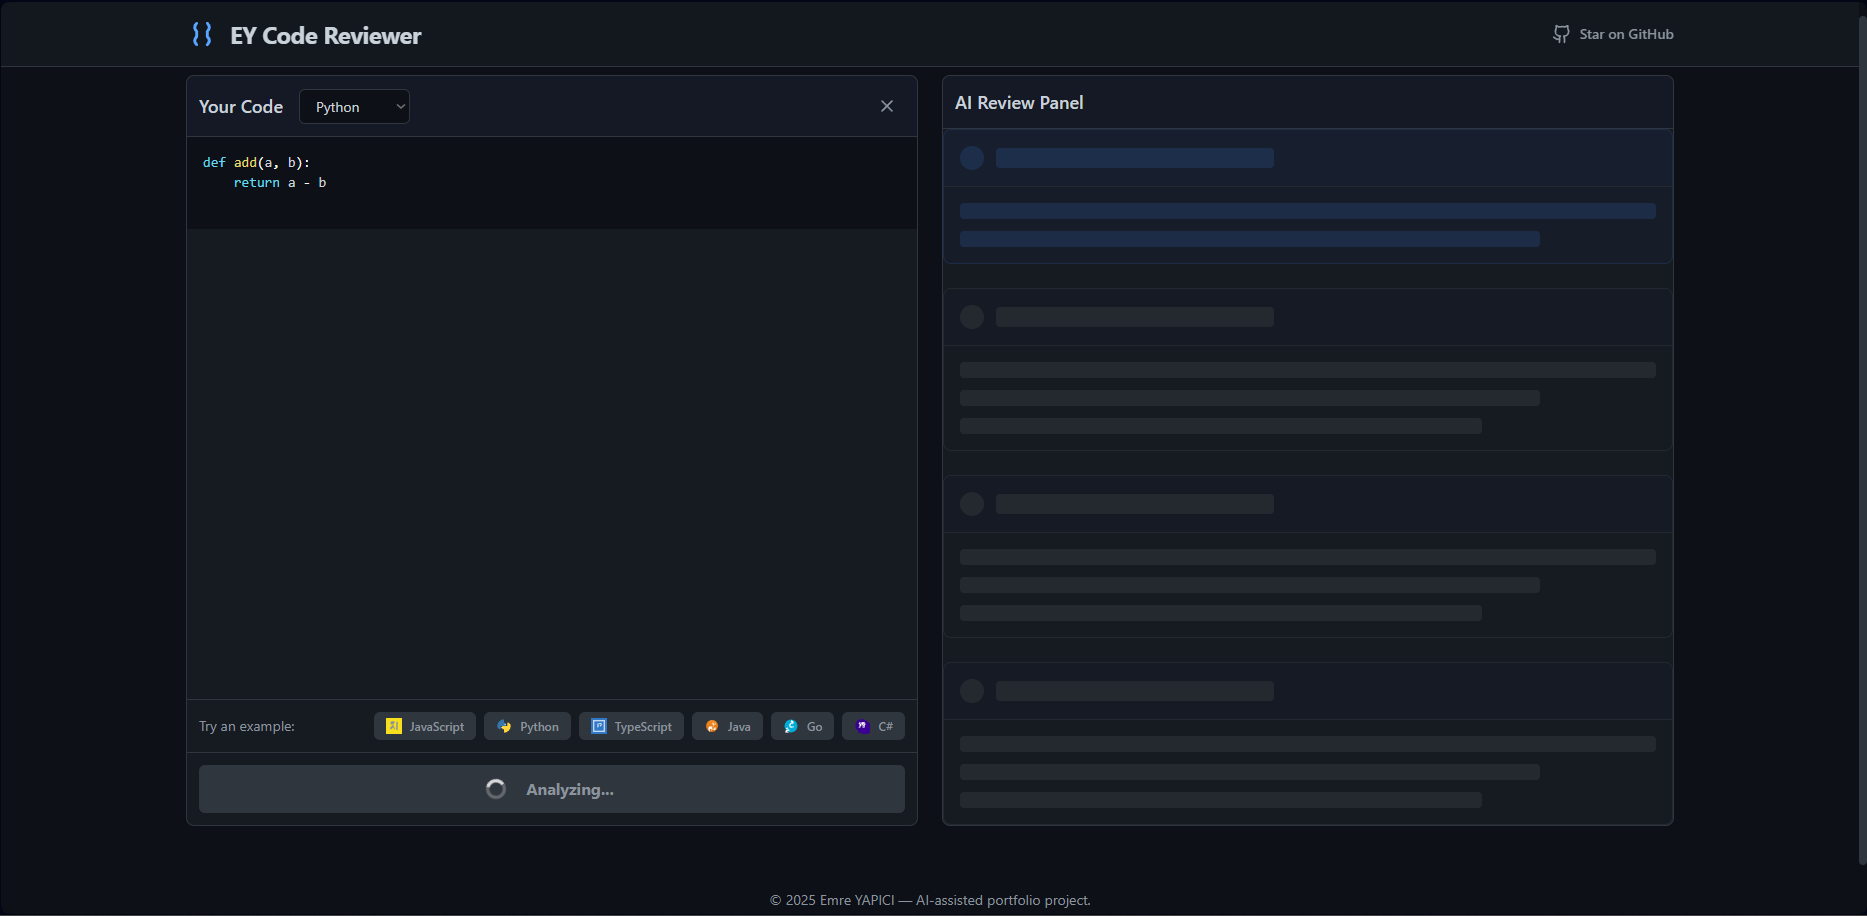 EY Code Reviewer
Star on GitHub
Your Code
Python
def add(a, b):
    return a - b
Try an example:
JavaScript
Python
TypeScript
Java
Go
C#
Analyzing...
AI Review Panel
© 2025 Emre YAPICI — AI-assisted portfolio project.